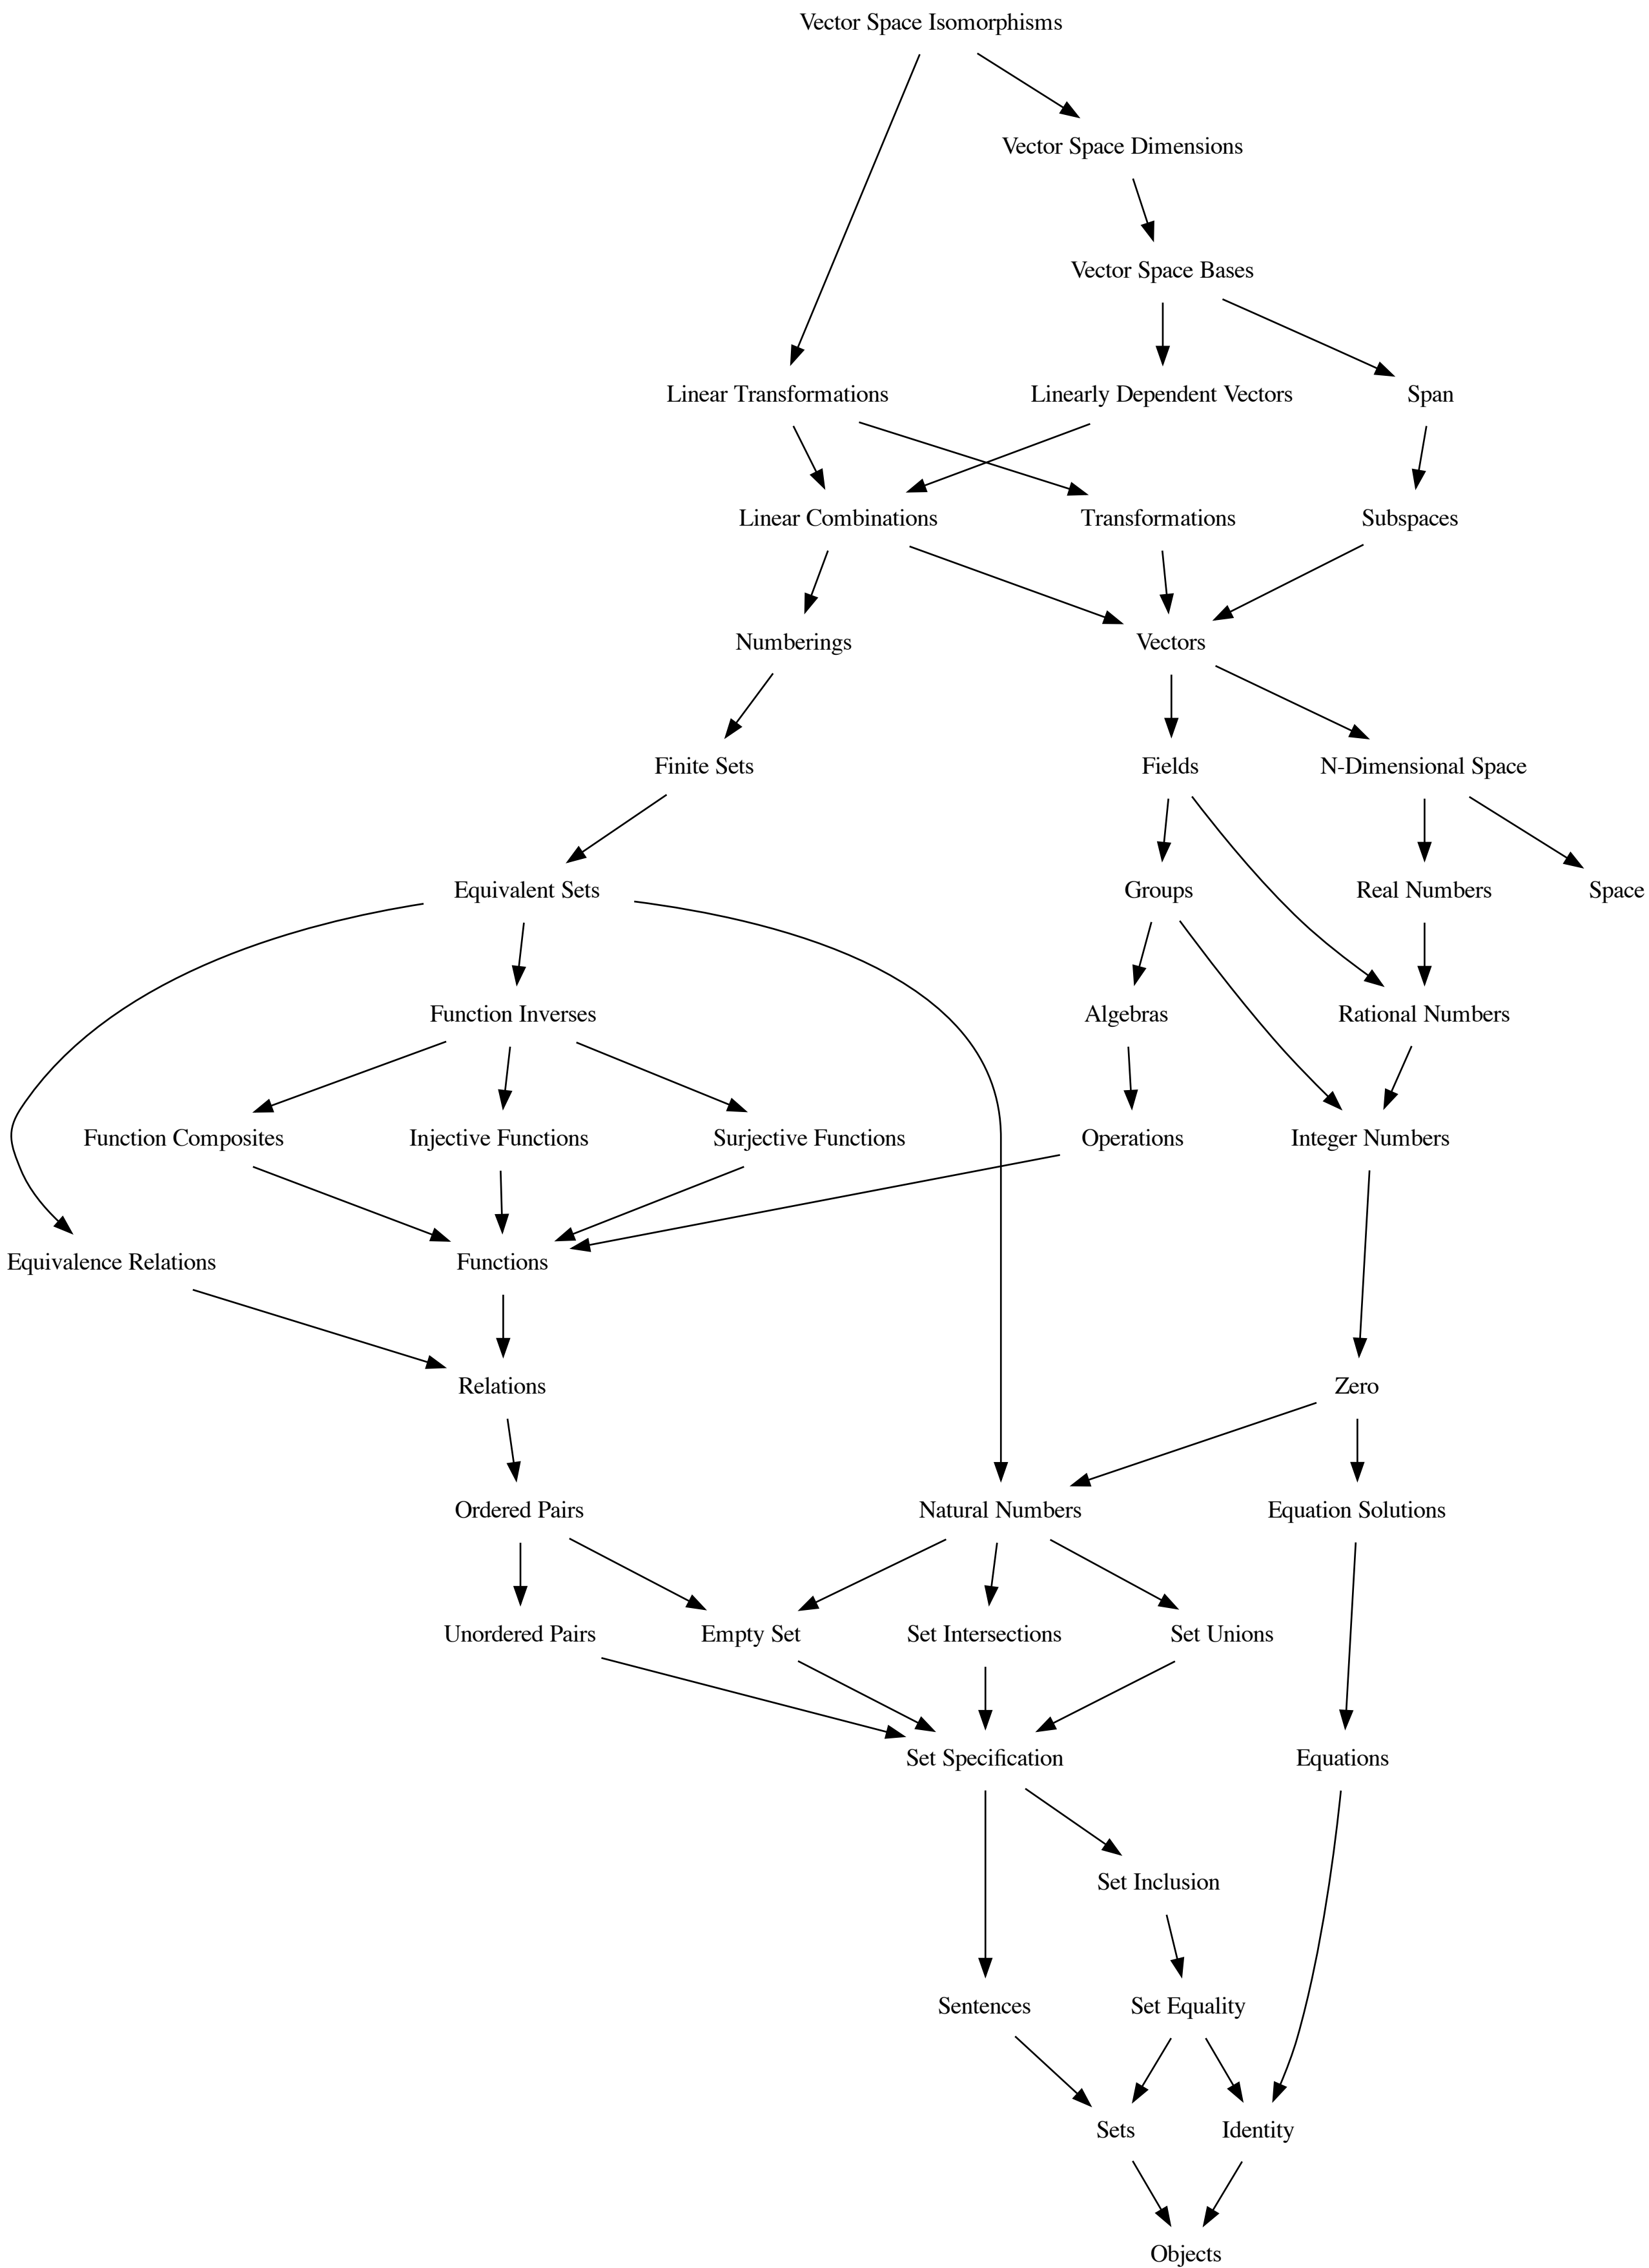 Vector Space Isomorphisms
Vector Space Dimensions
Vector Space Bases
Linear Transformations
Linearly Dependent Vectors
Span
Linear Combinations
Transformations
Subspaces
Numberings
Vectors
Finite Sets
Fields
N-Dimensional Space
Equivalent Sets
Groups
Real Numbers
Space
Function Inverses
Algebras
Rational Numbers
Function Composites
Injective Functions
Surjective Functions
Operations
Integer Numbers
Equivalence Relations
Functions
Relations
Zero
Ordered Pairs
Natural Numbers
Equation Solutions
Unordered Pairs
Empty Set
Set Intersections
Set Unions
Set Specification
Equations
Set Inclusion
Sentences
Set Equality
Sets
Identity
Objects